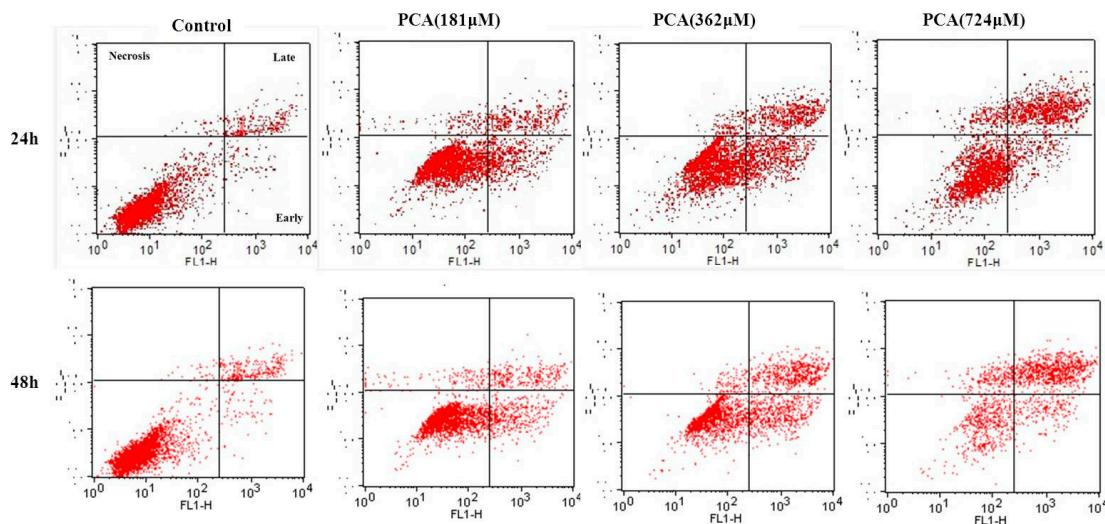 Control
PCA(181μM)
PCA(362μM)
PCA(724μM)
24h
Necrosis
Late
Early
10⁰ 10¹ 10² 10³ 10⁴
FL1-H
10⁰ 10¹ 10² 10³ 10⁴
FL1-H
10⁰ 10¹ 10² 10³ 10⁴
FL1-H
10⁰ 10¹ 10² 10³ 10⁴
FL1-H
48h
10⁰ 10¹ 10² 10³ 10⁴
FL1-H
10⁰ 10¹ 10² 10³ 10⁴
FL1-H
10⁰ 10¹ 10² 10³ 10⁴
FL1-H
10⁰ 10¹ 10² 10³ 10⁴
FL1-H